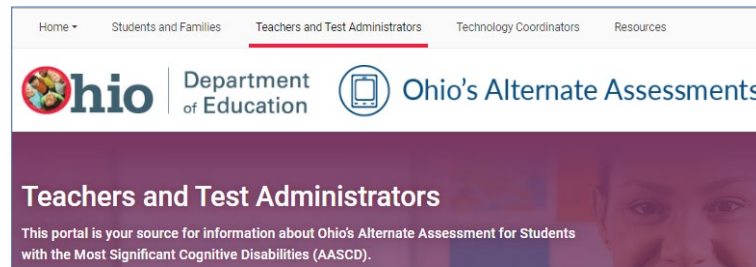 Home Students and Families Teachers and Test Administrators Technology Coordinators Resources
Ohio Department of Education Ohio's Alternate Assessments
Teachers and Test Administrators
This portal is your source for information about Ohio's Alternate Assessment for Students
with the Most Significant Cognitive Disabilities (AASCD).